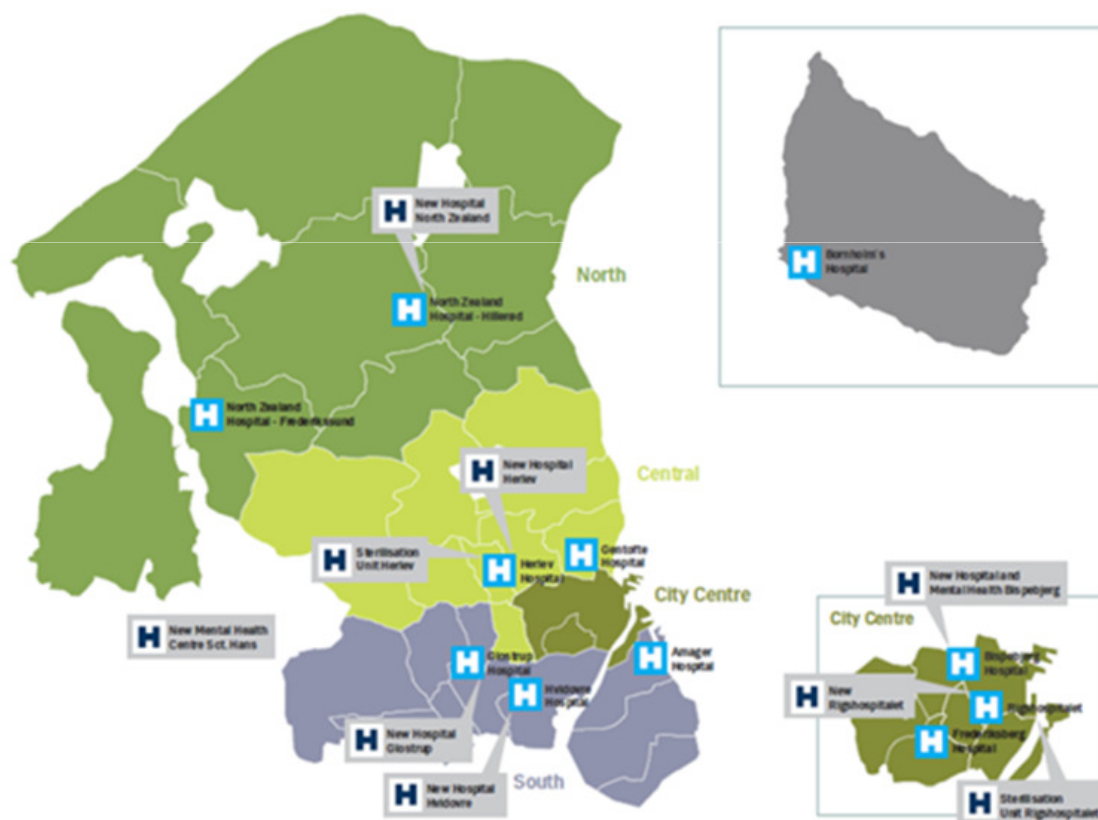 New Hospital
North Zealand
North
North Zealand
Hospital - Hillerød
North Zealand
Hospital - Frederikssund
Bornholm's
Hospital
New Hospital
Herlev
Central
Sterilisation
Unit Herlev
Herlev
Hospital
Gentofte
Hospital
City Centre
New Mental Health
Centre Sct. Hans
Glostrup
Hospital
Hvidovre
Hospital
Amager
Hospital
New Hospital
Glostrup
New Hospital
Hvidovre
South
New Hospital and
Mental Health Bispebjerg
City Centre
Bispebjerg
Hospital
New
Rigshospitalet
Rigshospitalet
Frederiksberg
Hospital
Sterilisation
Unit Rigshospitalet